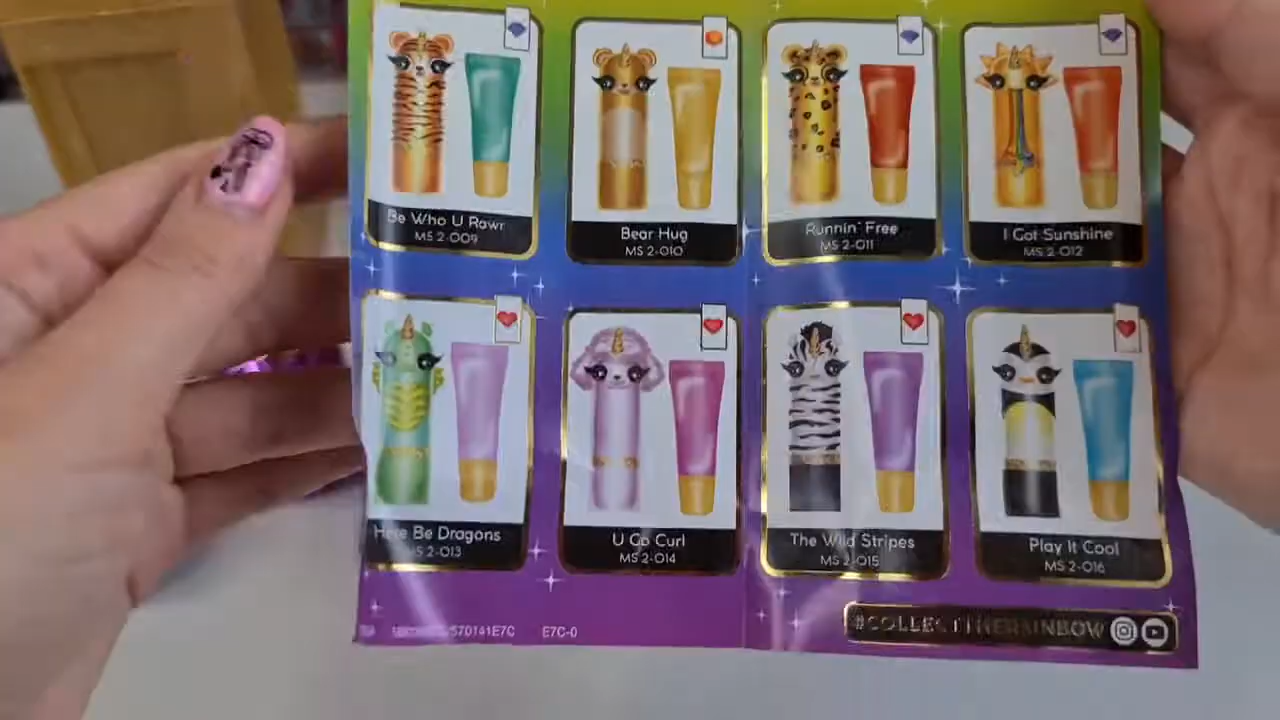 Be Who U Rawr
MS 2-009
Bear Hug
MS 2-010
Runnin' Free
MS 2-011
I Got Sunshine
MS 2-012
Here Be Dragons
MS 2-013
U Go Curl
MS 2-014
The Wild Stripes
MS 2-015
Play It Cool
MS 2-016
570141E7C
E7C-0
#COLLECTTHERAINBOW